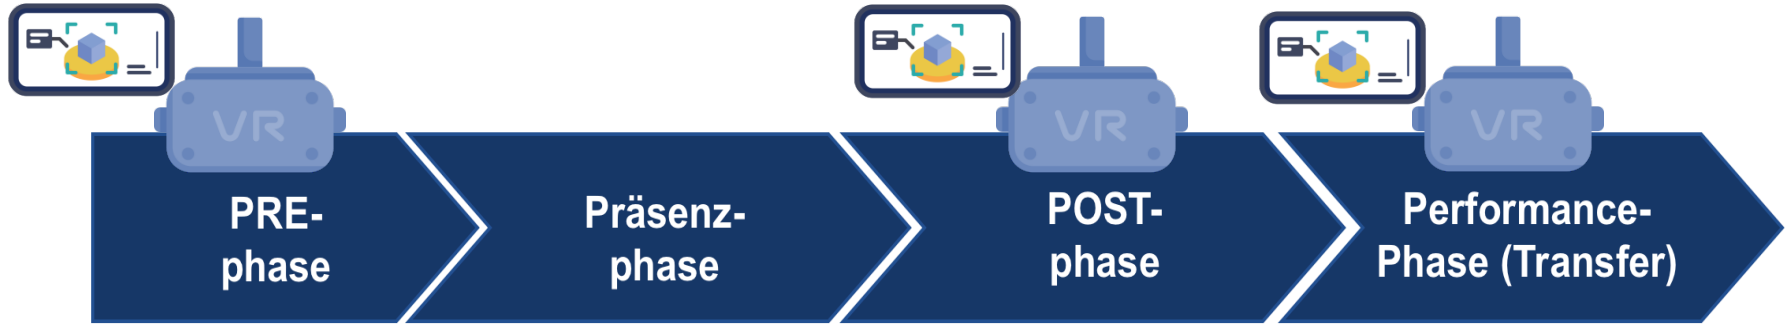 VR
PRE-
phase
Präsenz-
phase
VR
POST-
phase
VR
Performance-
Phase (Transfer)